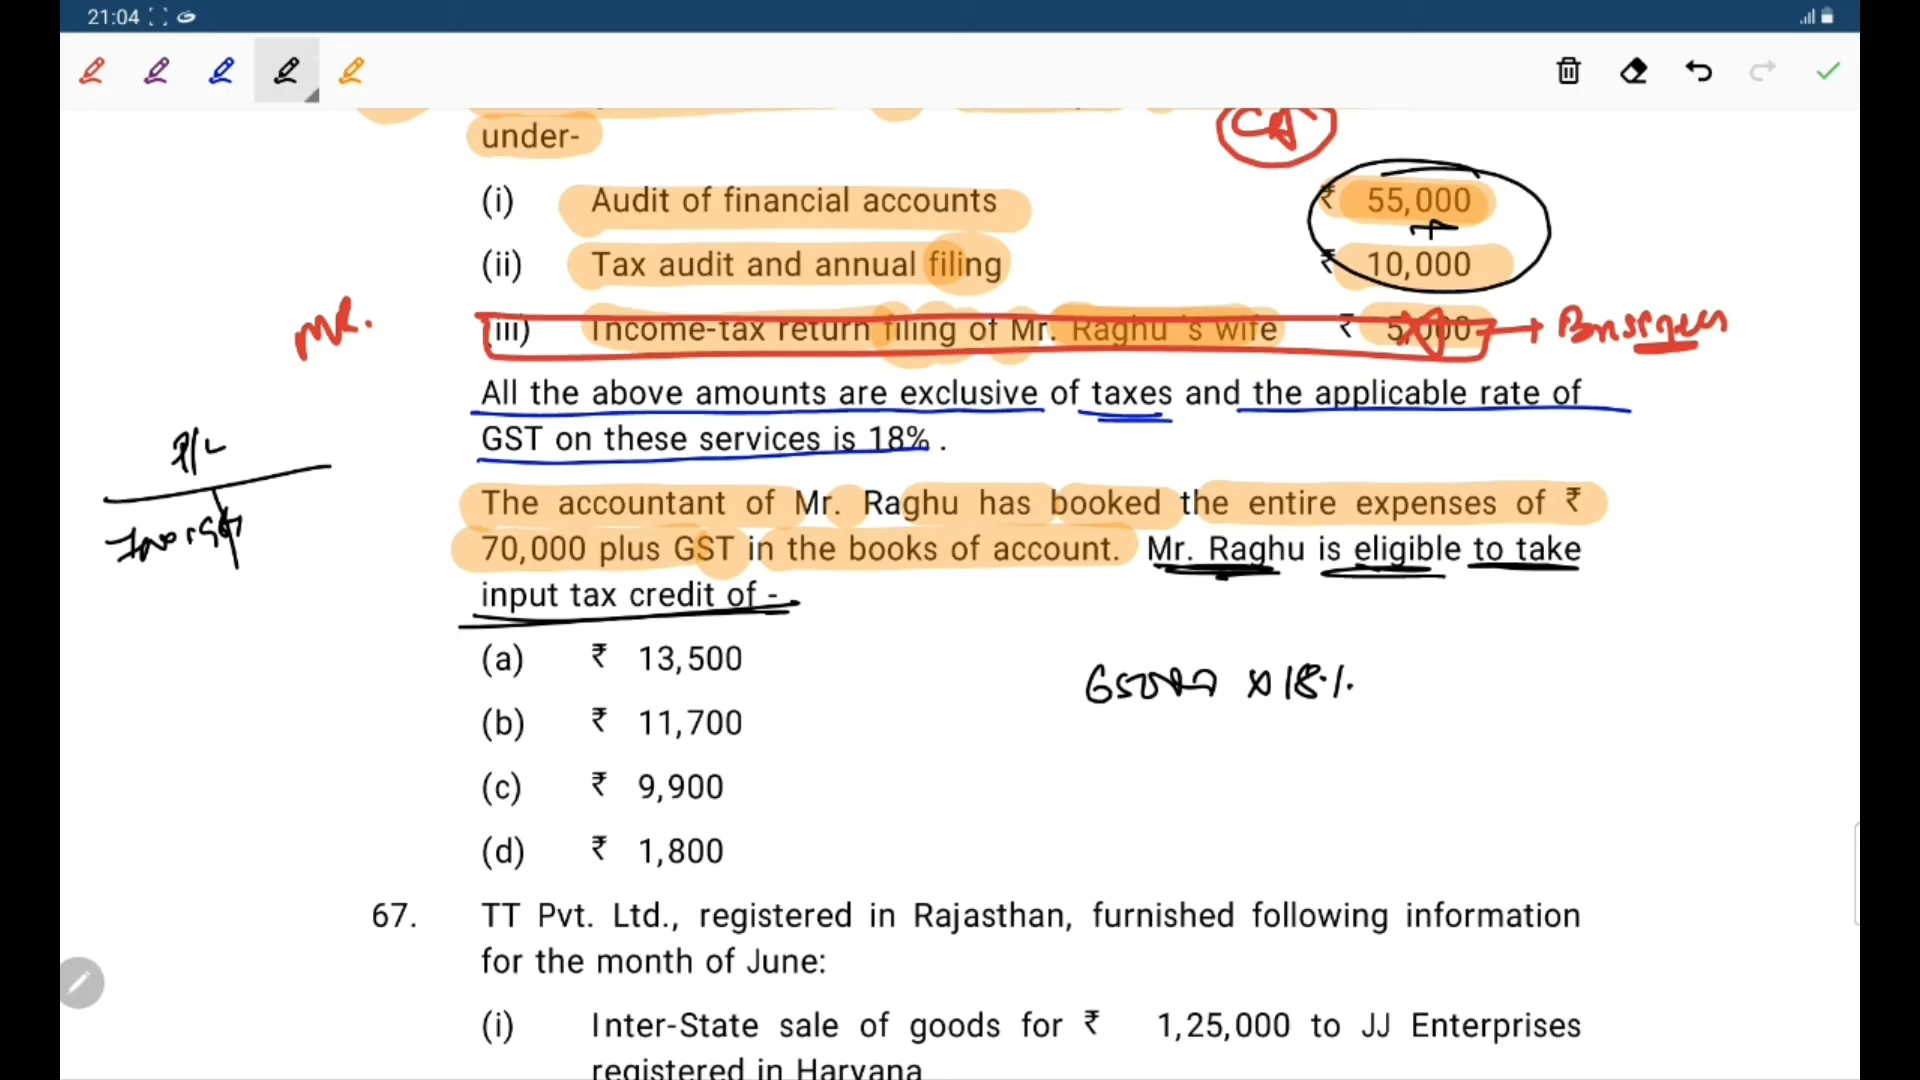 21:04
under-
CA
(i) Audit of financial accounts ₹ 55,000
+
(ii) Tax audit and annual filing ₹ 10,000
MR. (iii) Income-tax return filing of Mr. Raghu 's wife ₹ 5,000
All the above amounts are exclusive of taxes and the applicable rate of
GST on these services is 18% .
P/L
The accountant of Mr. Raghu has booked the entire expenses of ₹
70,000 plus GST in the books of account. Mr. Raghu is eligible to take
input tax credit of -
(a) ₹ 13,500
65000 × 18%
(b) ₹ 11,700
(c) ₹ 9,900
(d) ₹ 1,800
67. TT Pvt. Ltd., registered in Rajasthan, furnished following information
for the month of June:
(i) Inter-State sale of goods for ₹ 1,25,000 to JJ Enterprises
registered in Haryana